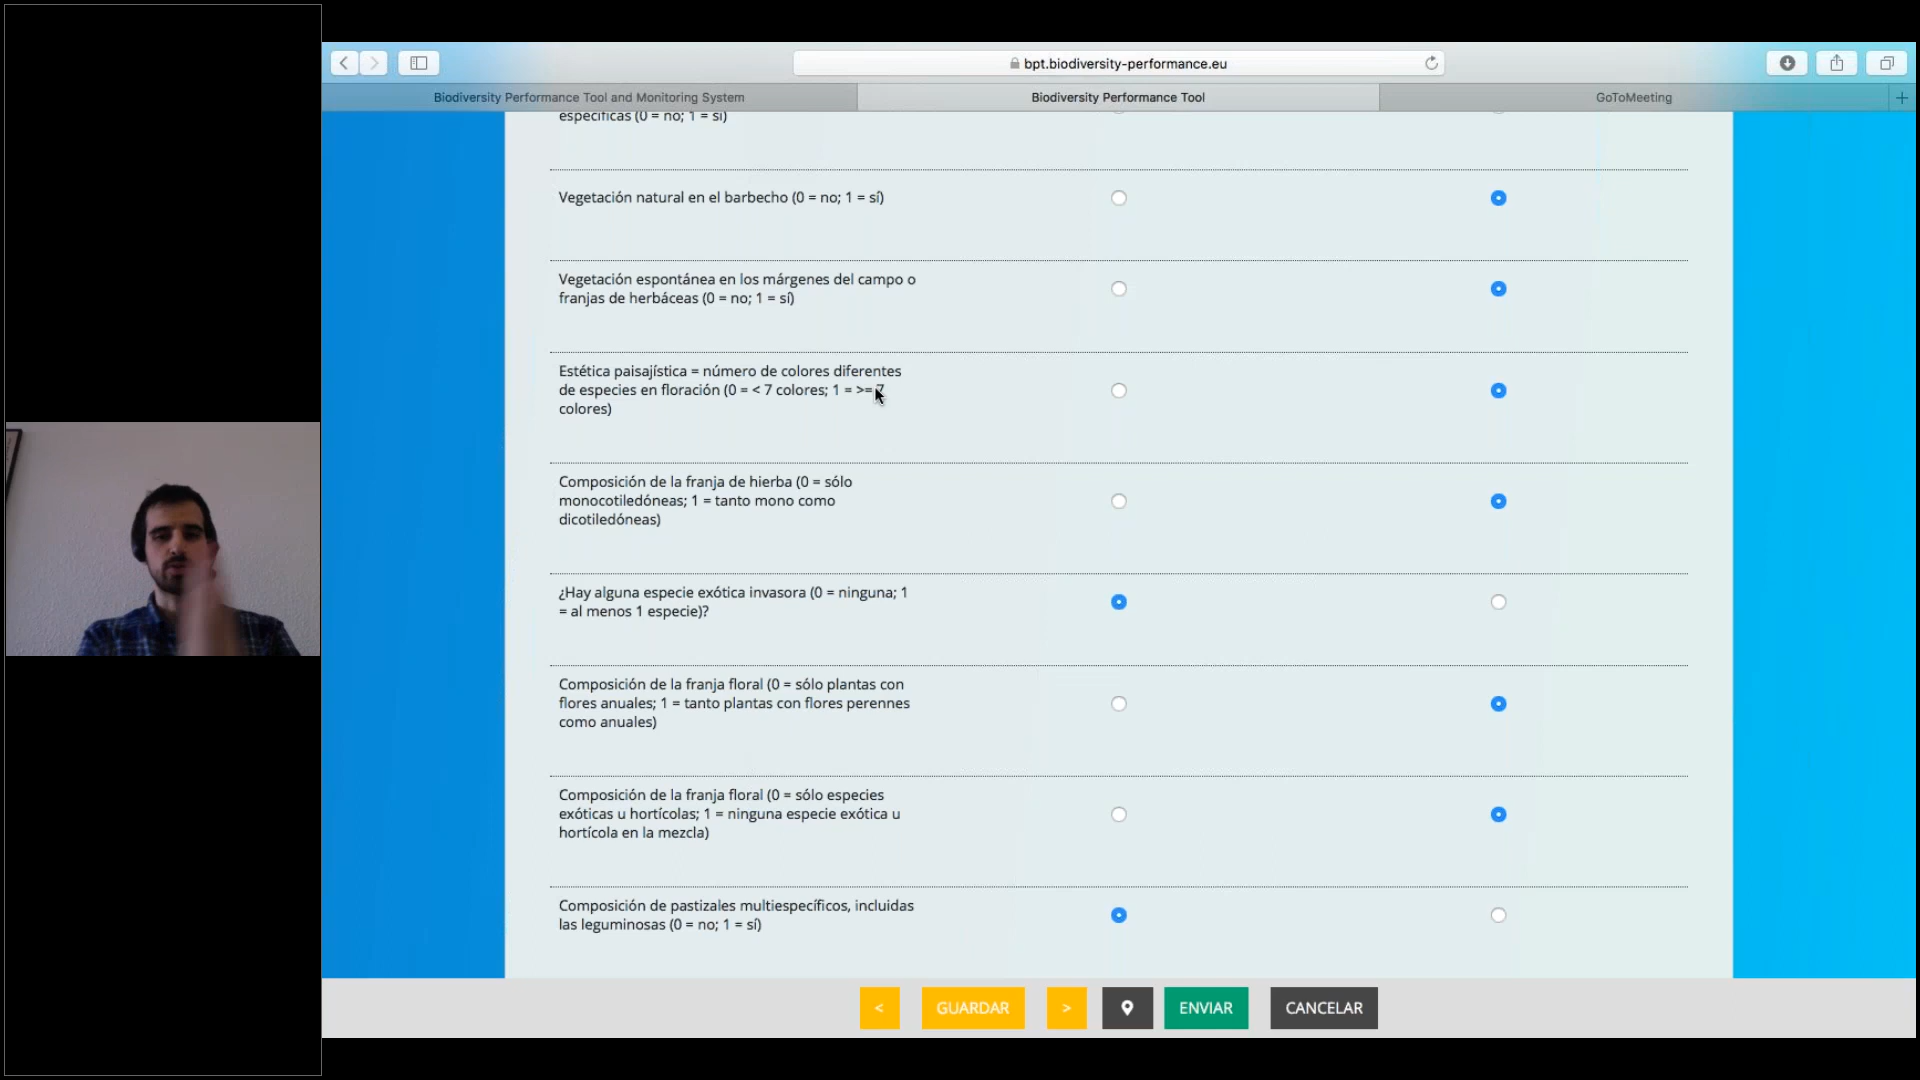 bpt.biodiversity-performance.eu
Biodiversity Performance Tool and Monitoring System
Biodiversity Performance Tool
GoToMeeting
específicas (0 = no; 1 = sí)
Vegetación natural en el barbecho (0 = no; 1 = sí)
Vegetación espontánea en los márgenes del campo o
franjas de herbáceas (0 = no; 1 = sí)
Estética paisajística = número de colores diferentes
de especies en floración (0 = < 7 colores; 1 = >= 7
colores)
Composición de la franja de hierba (0 = sólo
monocotiledóneas; 1 = tanto mono como
dicotiledóneas)
¿Hay alguna especie exótica invasora (0 = ninguna; 1
= al menos 1 especie)?
Composición de la franja floral (0 = sólo plantas con
flores anuales; 1 = tanto plantas con flores perennes
como anuales)
Composición de la franja floral (0 = sólo especies
exóticas u hortícolas; 1 = ninguna especie exótica u
hortícola en la mezcla)
Composición de pastizales multiespecíficos, incluidas
las leguminosas (0 = no; 1 = sí)
< GUARDAR > ENVIAR CANCELAR